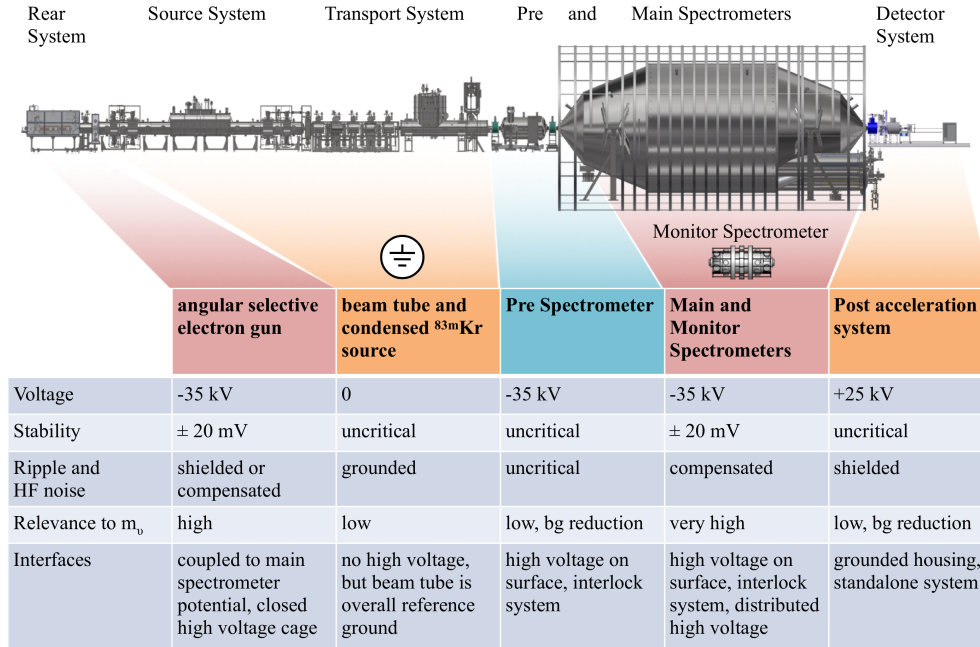 Rear System
Source System
Transport System
Pre and Main Spectrometers
Detector System
Monitor Spectrometer
angular selective electron gun
beam tube and condensed ⁸³ᵐKr source
Pre Spectrometer
Main and Monitor Spectrometers
Post acceleration system
Voltage
-35 kV
0
-35 kV
-35 kV
+25 kV
Stability
± 20 mV
uncritical
uncritical
± 20 mV
uncritical
Ripple and HF noise
shielded or compensated
grounded
uncritical
compensated
shielded
Relevance to mᵤ
high
low
low, bg reduction
very high
low, bg reduction
Interfaces
coupled to main spectrometer potential, closed high voltage cage
no high voltage, but beam tube is overall reference ground
high voltage on surface, interlock system
high voltage on surface, interlock system, distributed high voltage
grounded housing, standalone system